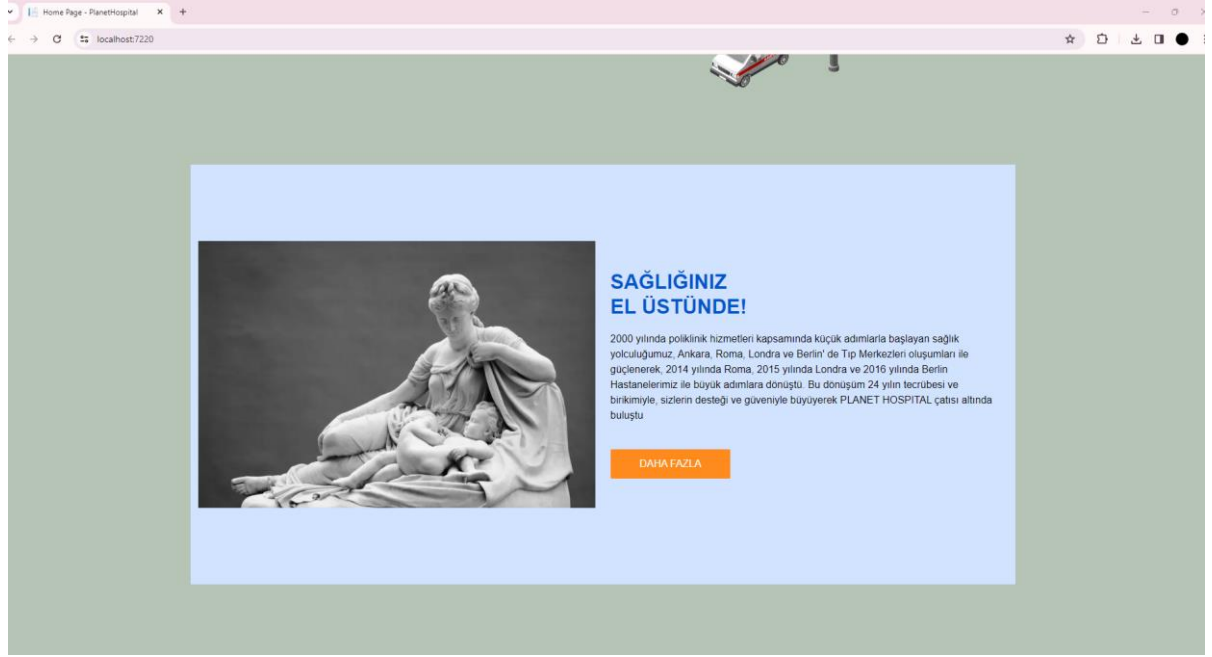 Home Page - PlanetHospital
localhost:7220
SAĞLIĞINIZ
EL ÜSTÜNDE!
2000 yılında poliklinik hizmetleri kapsamında küçük adımlarla başlayan sağlık
yolculuğumuz, Ankara, Roma, Londra ve Berlin' de Tıp Merkezleri oluşumları ile
güçlenerek, 2014 yılında Roma, 2015 yılında Londra ve 2016 yılında Berlin
Hastanelerimiz ile büyük adımlara dönüştü. Bu dönüşüm 24 yılın tecrübesi ve
birikimiyle, sizlerin desteği ve güveniyle büyüyerek PLANET HOSPITAL çatısı altında
buluştu
DAHA FAZLA